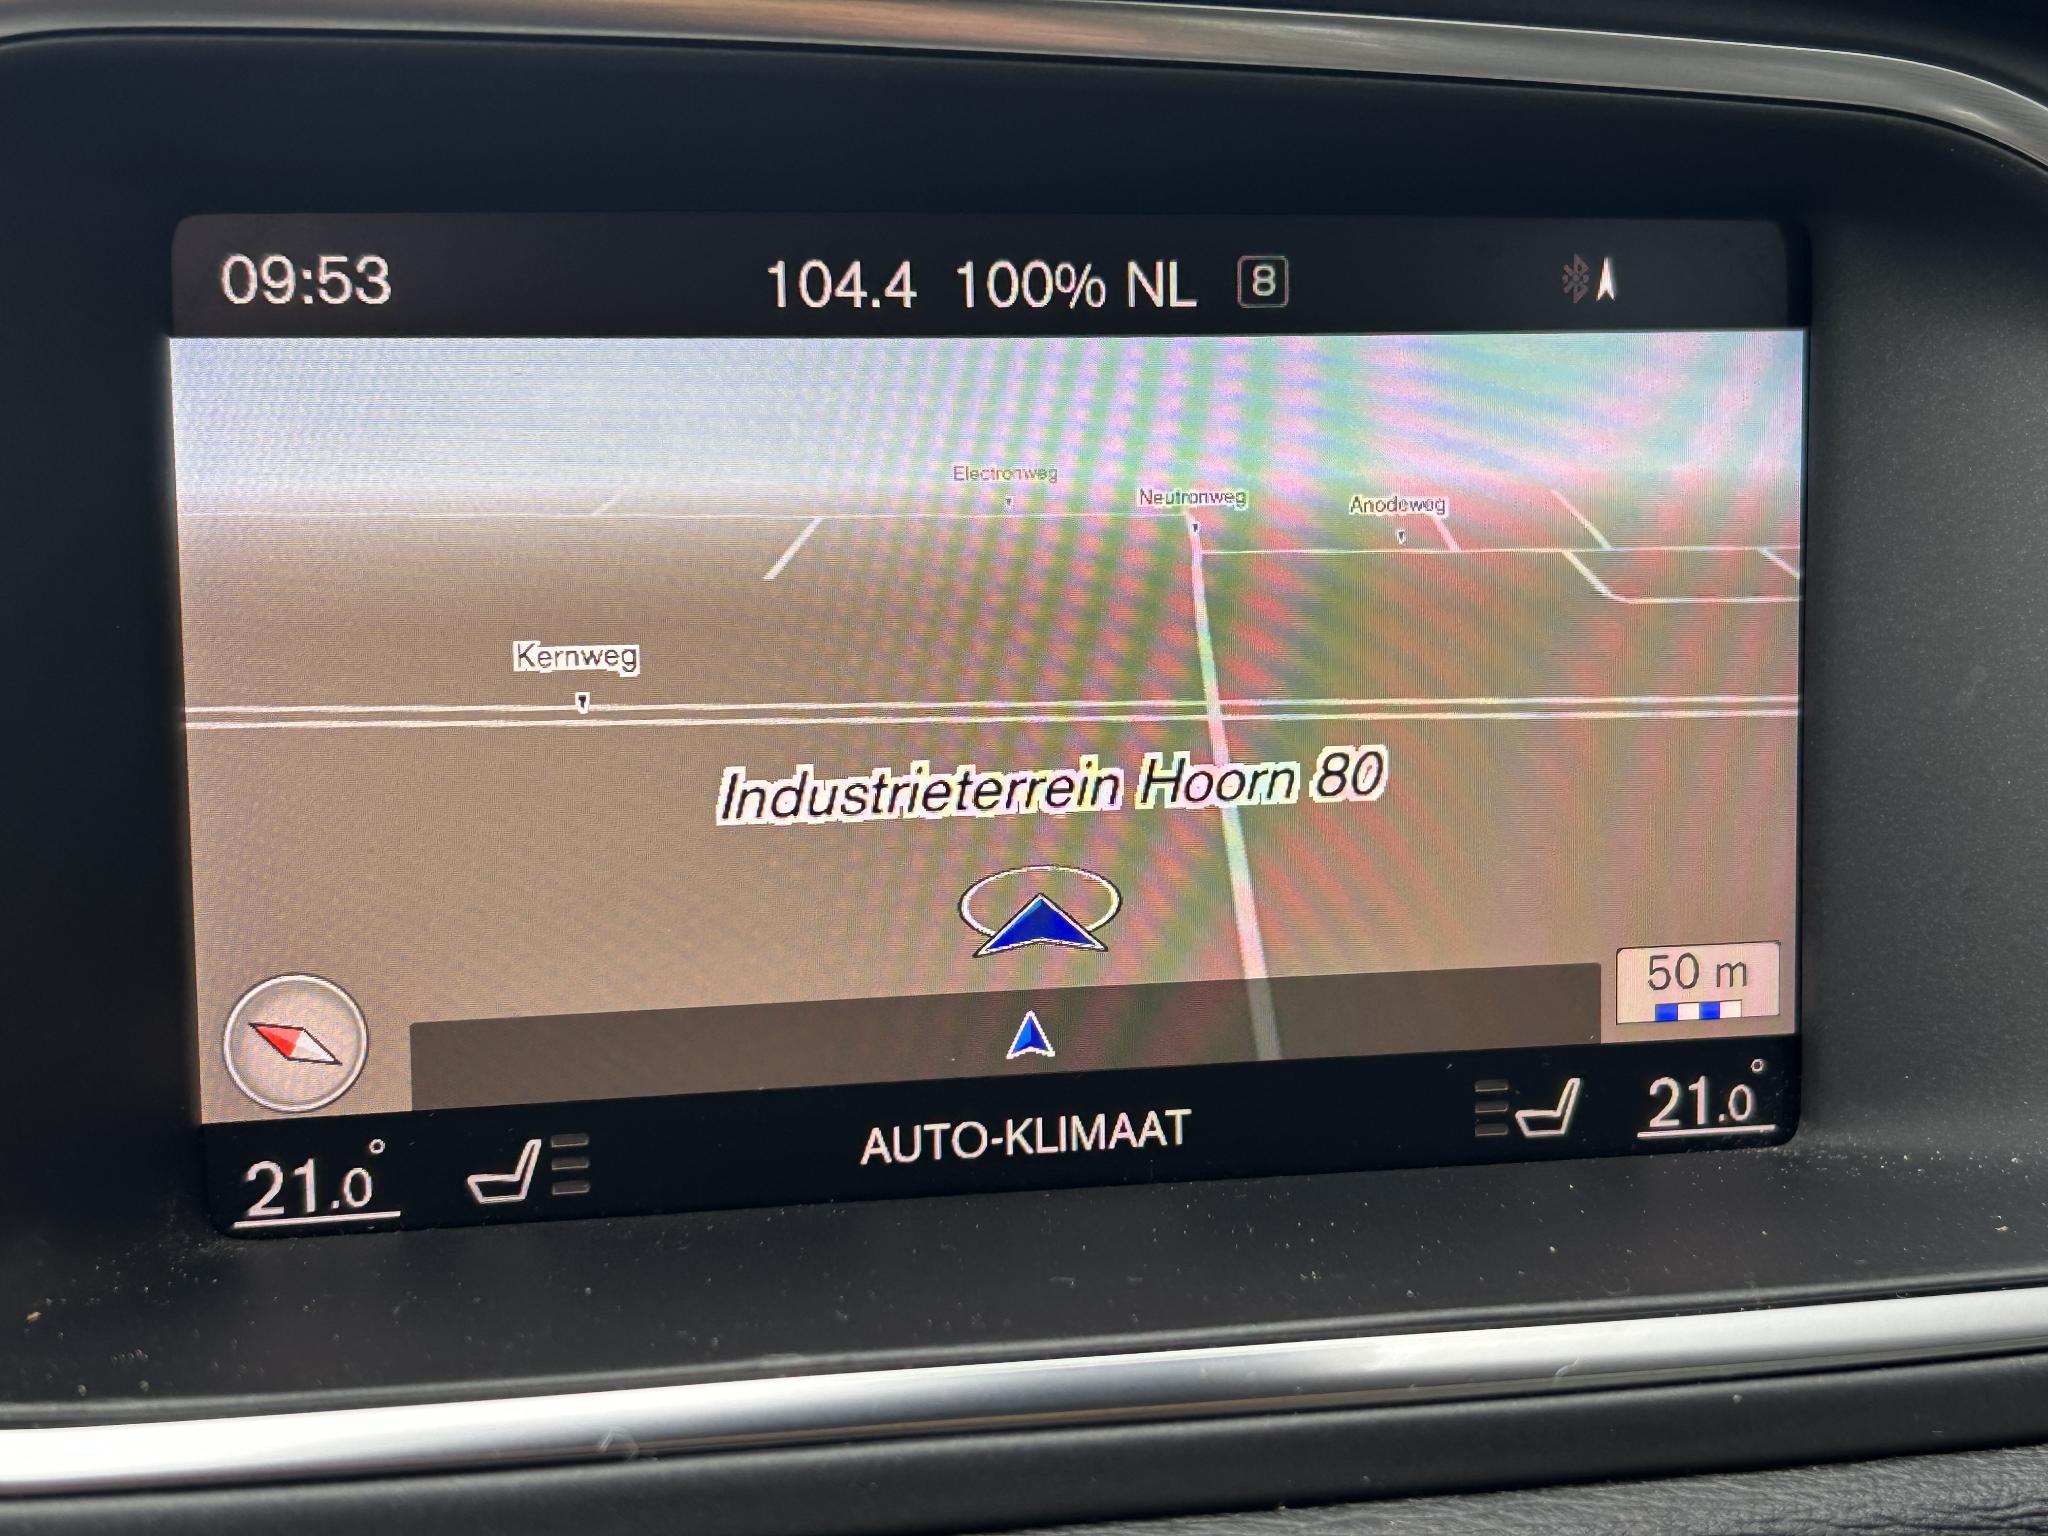 09:53 104.4 100% NL 8
Electronweg
Neutronweg
Anodeweg
Kernweg
Industrieterrein Hoorn 80
50 m
21.0° AUTO-KLIMAAT 21.0°